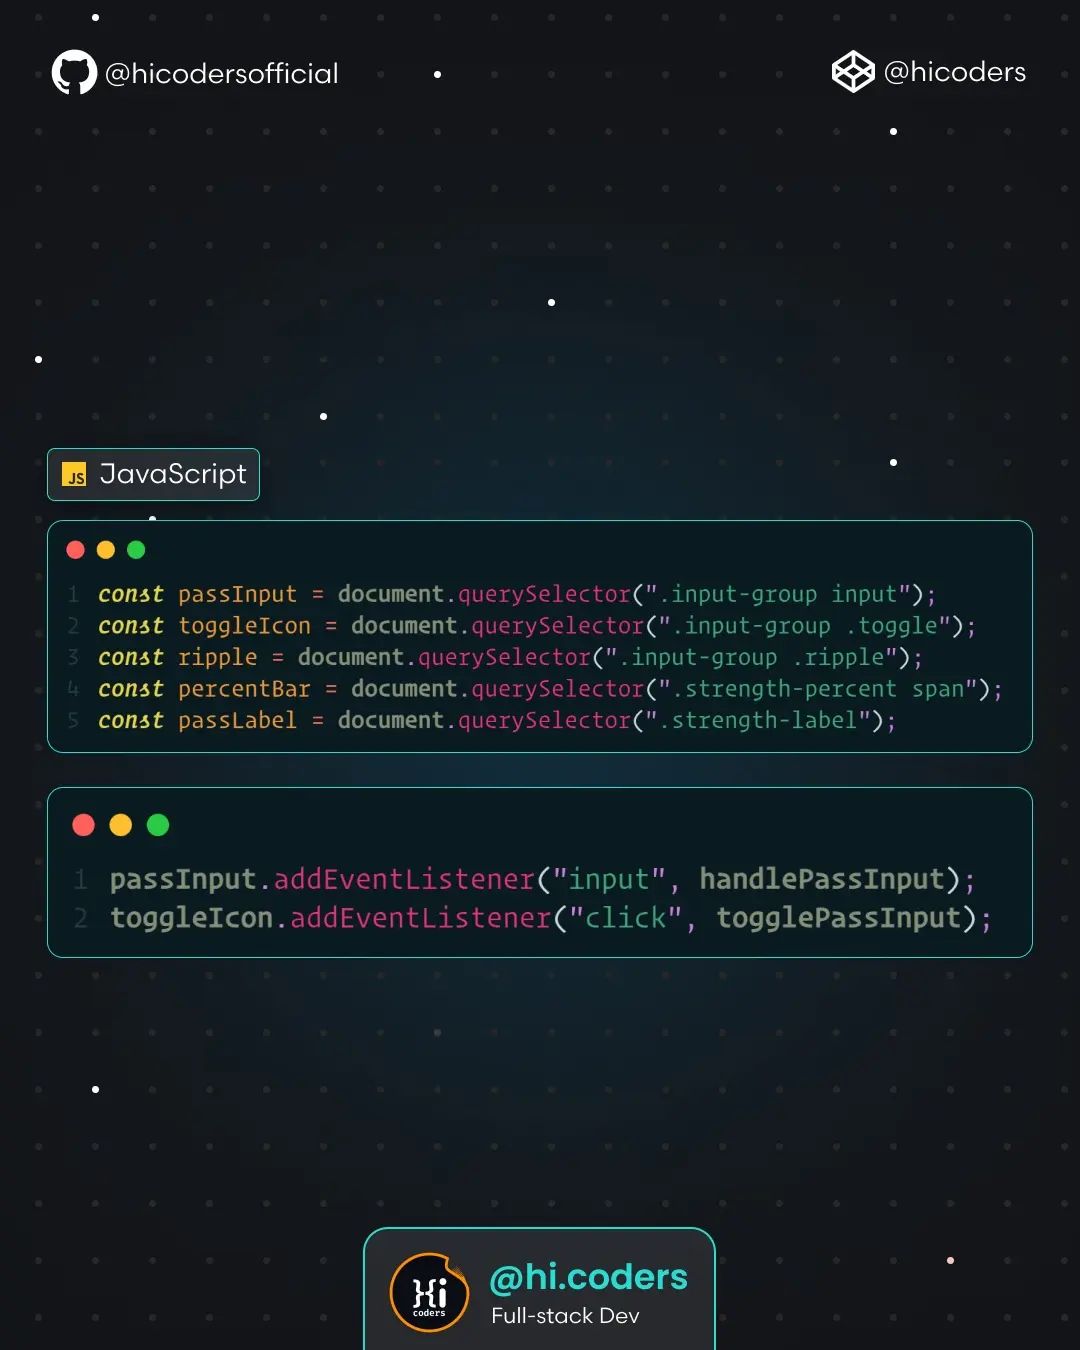 @hicodersofficial
@hicoders
JS JavaScript
1 const passInput = document.querySelector(".input-group input");
2 const toggleIcon = document.querySelector(".input-group .toggle");
3 const ripple = document.querySelector(".input-group .ripple");
4 const percentBar = document.querySelector(".strength-percent span");
5 const passLabel = document.querySelector(".strength-label");
1 passInput.addEventListener("input", handlePassInput);
2 toggleIcon.addEventListener("click", togglePassInput);
Hi
coders
@hi.coders
Full-stack Dev